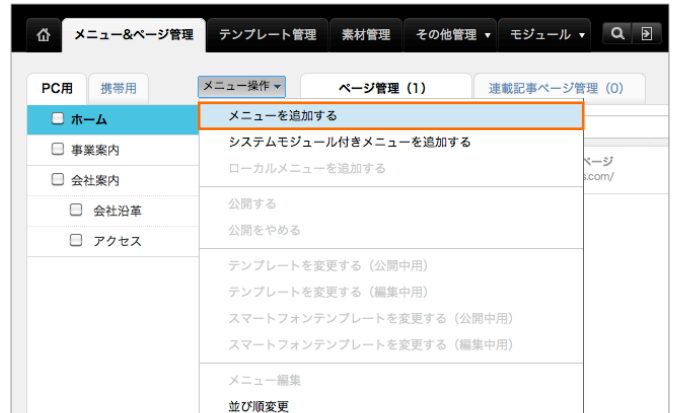 メニュー&ページ管理 テンプレート管理 素材管理 その他管理 ▼ モジュール ▼
PC用 携帯用 メニュー操作 ▼ ページ管理（1） 連載記事ページ管理（0）
ホーム
事業案内
会社案内
会社沿革
アクセス
メニューを追加する
システムモジュール付きメニューを追加する
ローカルメニューを追加する
公開する
公開をやめる
テンプレートを変更する（公開中用）
テンプレートを変更する（編集中用）
スマートフォンテンプレートを変更する（公開中用）
スマートフォンテンプレートを変更する（編集中用）
メニュー編集
並び順変更
ページ
s.com/